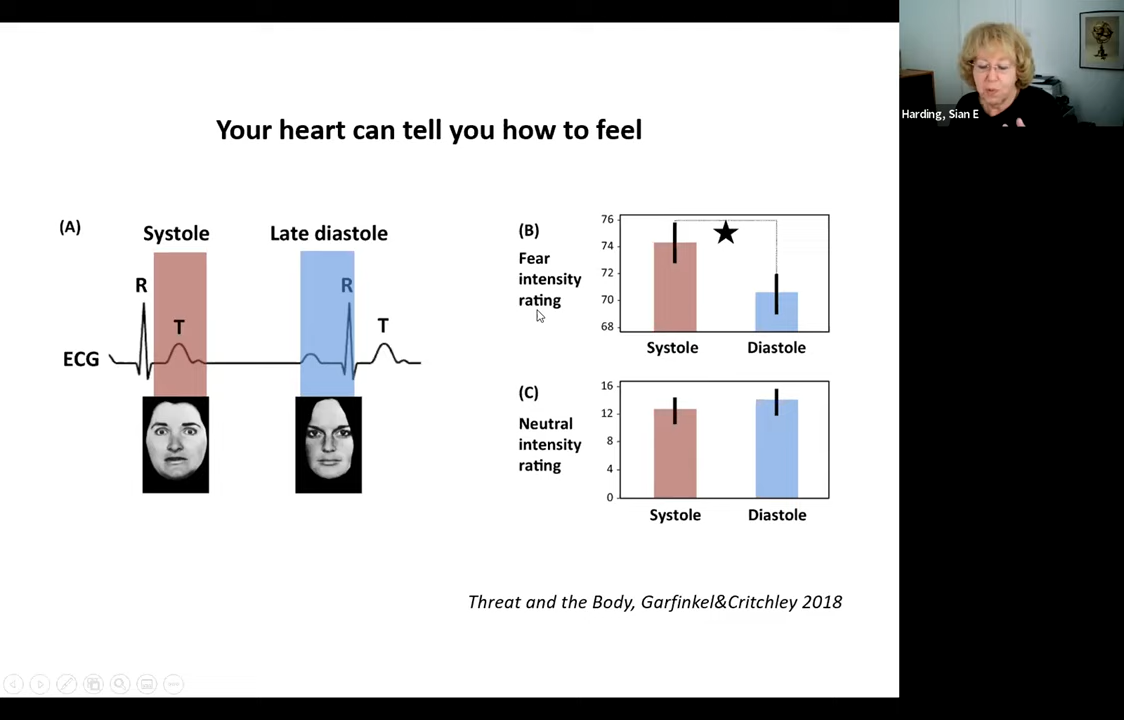 Your heart can tell you how to feel
(A)
Systole
Late diastole
R
R
T
T
ECG
(B)
Fear
intensity
rating
76
74
72
70
68
Systole
Diastole
(C)
Neutral
intensity
rating
16
12
8
4
0
Systole
Diastole
Threat and the Body, Garfinkel&Critchley 2018
Harding, Sian E